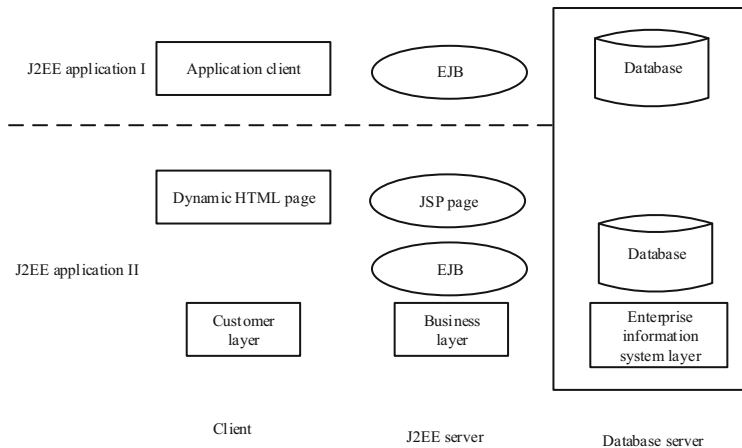 J2EE application I
Application client
EJB
Database
Dynamic HTML page
JSP page
J2EE application II
EJB
Database
Customer
layer
Business
layer
Enterprise
information
system layer
Client
J2EE server
Database server